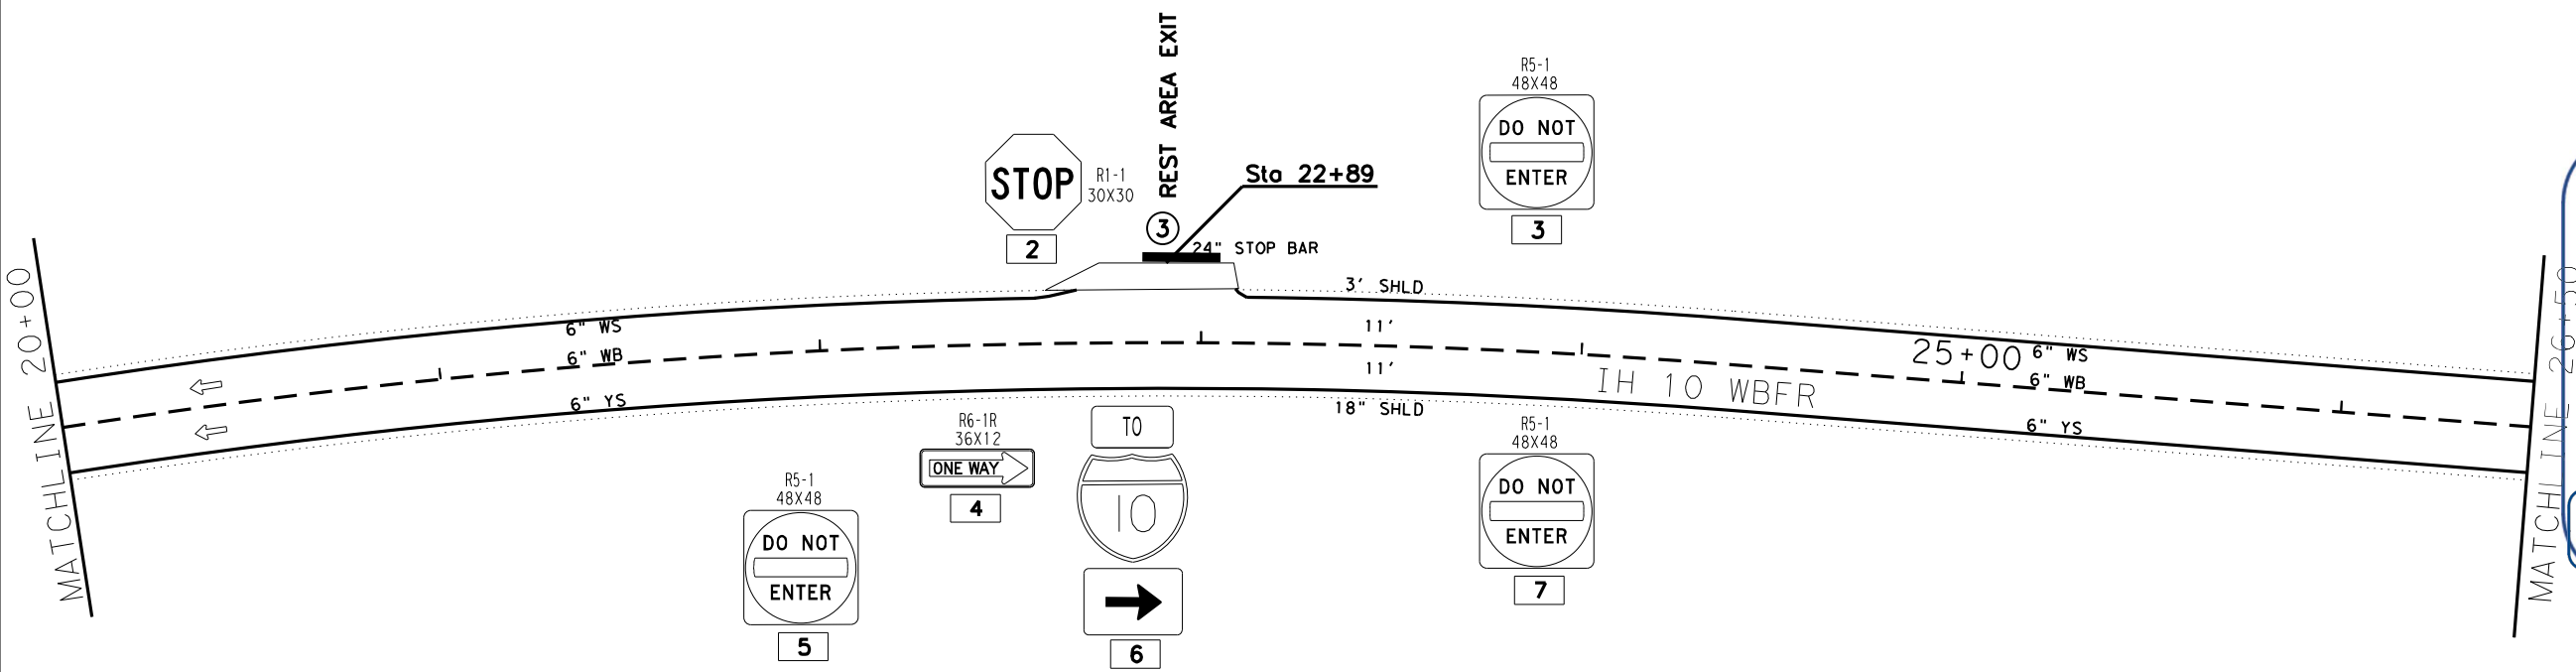 REST AREA EXIT
R5-1
48X48
DO NOT
ENTER
3
STOP
R1-1
30X30
2
Sta 22+89
3
24" STOP BAR
MATCHLINE 20+00
MATCHLINE 26+50
3' SHLD
6" WS
11'
25+00
6" WS
6" WB
11'
6" WB
IH 10 WBFR
6" YS
18" SHLD
6" YS
R6-1R
36X12
ONE WAY
4
TO
10
6
R5-1
48X48
DO NOT
ENTER
7
R5-1
48X48
DO NOT
ENTER
5